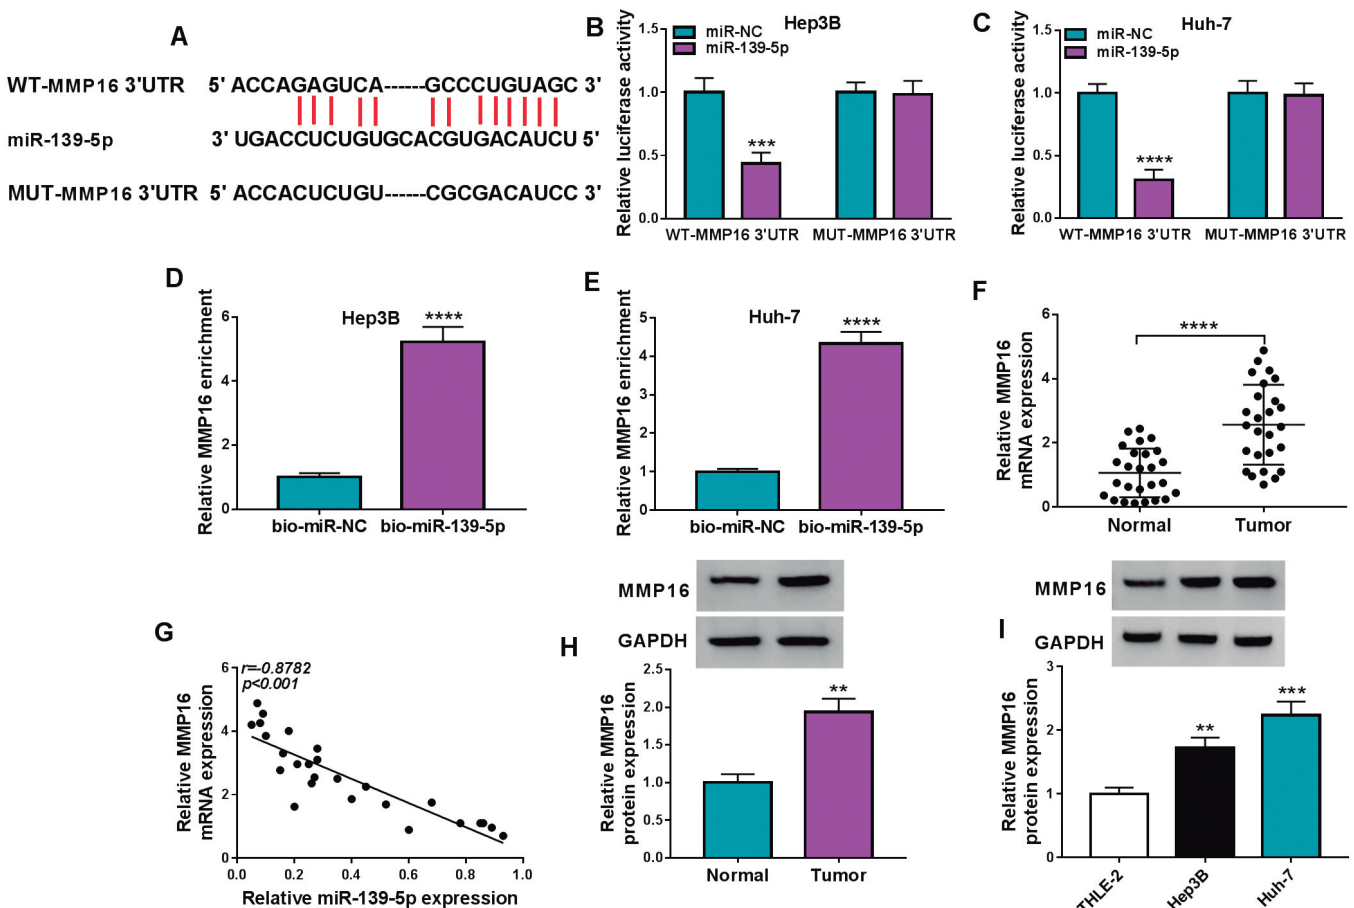 A
WT-MMP16 3'UTR 5' ACCAGAGUCA------GCCCUGUAGC 3'
miR-139-5p 3' UGACCUCUGUGCACGUGACAUCU 5'
MUT-MMP16 3'UTR 5' ACCACUCUGU------CGCGACAUCC 3'
B
Hep3B
miR-NC
miR-139-5p
Relative luciferase activity
1.5
1.0
0.5
0.0
***
WT-MMP16 3'UTR MUT-MMP16 3'UTR
C
Huh-7
miR-NC
miR-139-5p
Relative luciferase activity
1.5
1.0
0.5
0.0
****
WT-MMP16 3'UTR MUT-MMP16 3'UTR
D
Hep3B
Relative MMP16 enrichment
6
4
2
0
****
bio-miR-NC bio-miR-139-5p
E
Huh-7
Relative MMP16 enrichment
5
4
3
2
1
0
****
bio-miR-NC bio-miR-139-5p
F
Relative MMP16
mRNA expression
6
4
2
0
****
Normal Tumor
G
r=-0.8782
p<0.001
Relative MMP16
mRNA expression
6
4
2
0
0.0 0.2 0.4 0.6 0.8 1.0
Relative miR-139-5p expression
H
MMP16
GAPDH
Relative MMP16
protein expression
2.5
2.0
1.5
1.0
0.5
0.0
**
Normal Tumor
I
MMP16
GAPDH
Relative MMP16
protein expression
3
2
1
0
**
***
THLE-2 Hep3B Huh-7